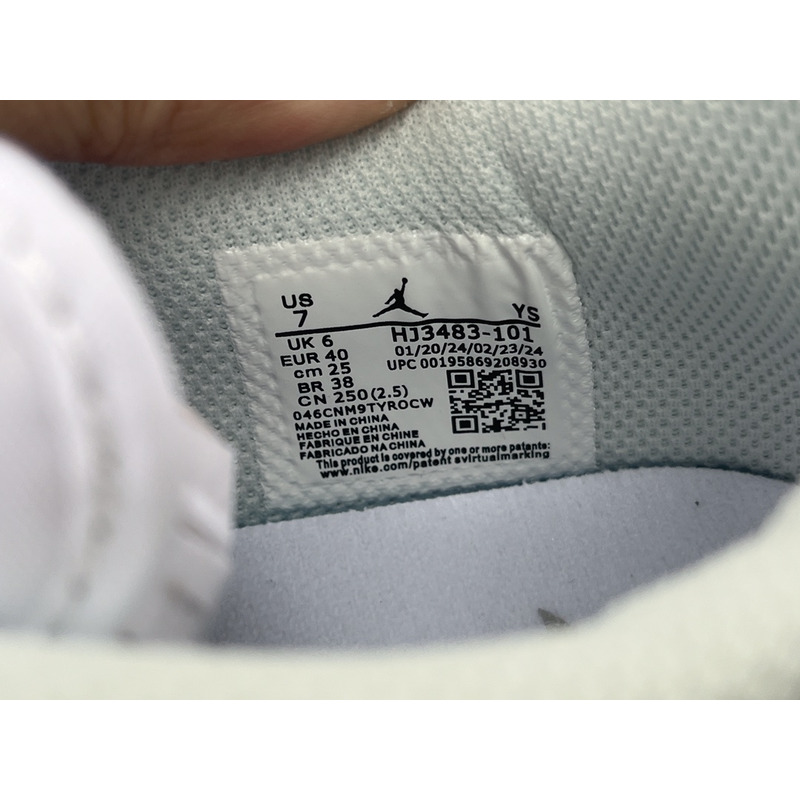 US
7
YS
UK 6
EUR 40
cm 25
BR 38
CN 250 (2.5)
HJ3483-101
01/20/24/02/23/24
UPC 00195869208930
046CNM9TYROCW
MADE IN CHINA
HECHO EN CHINA
FABRIQUE EN CHINE
FABRICADO NA CHINA
This product is covered by one or more patents:
www.nike.com/patent svirtualmarking